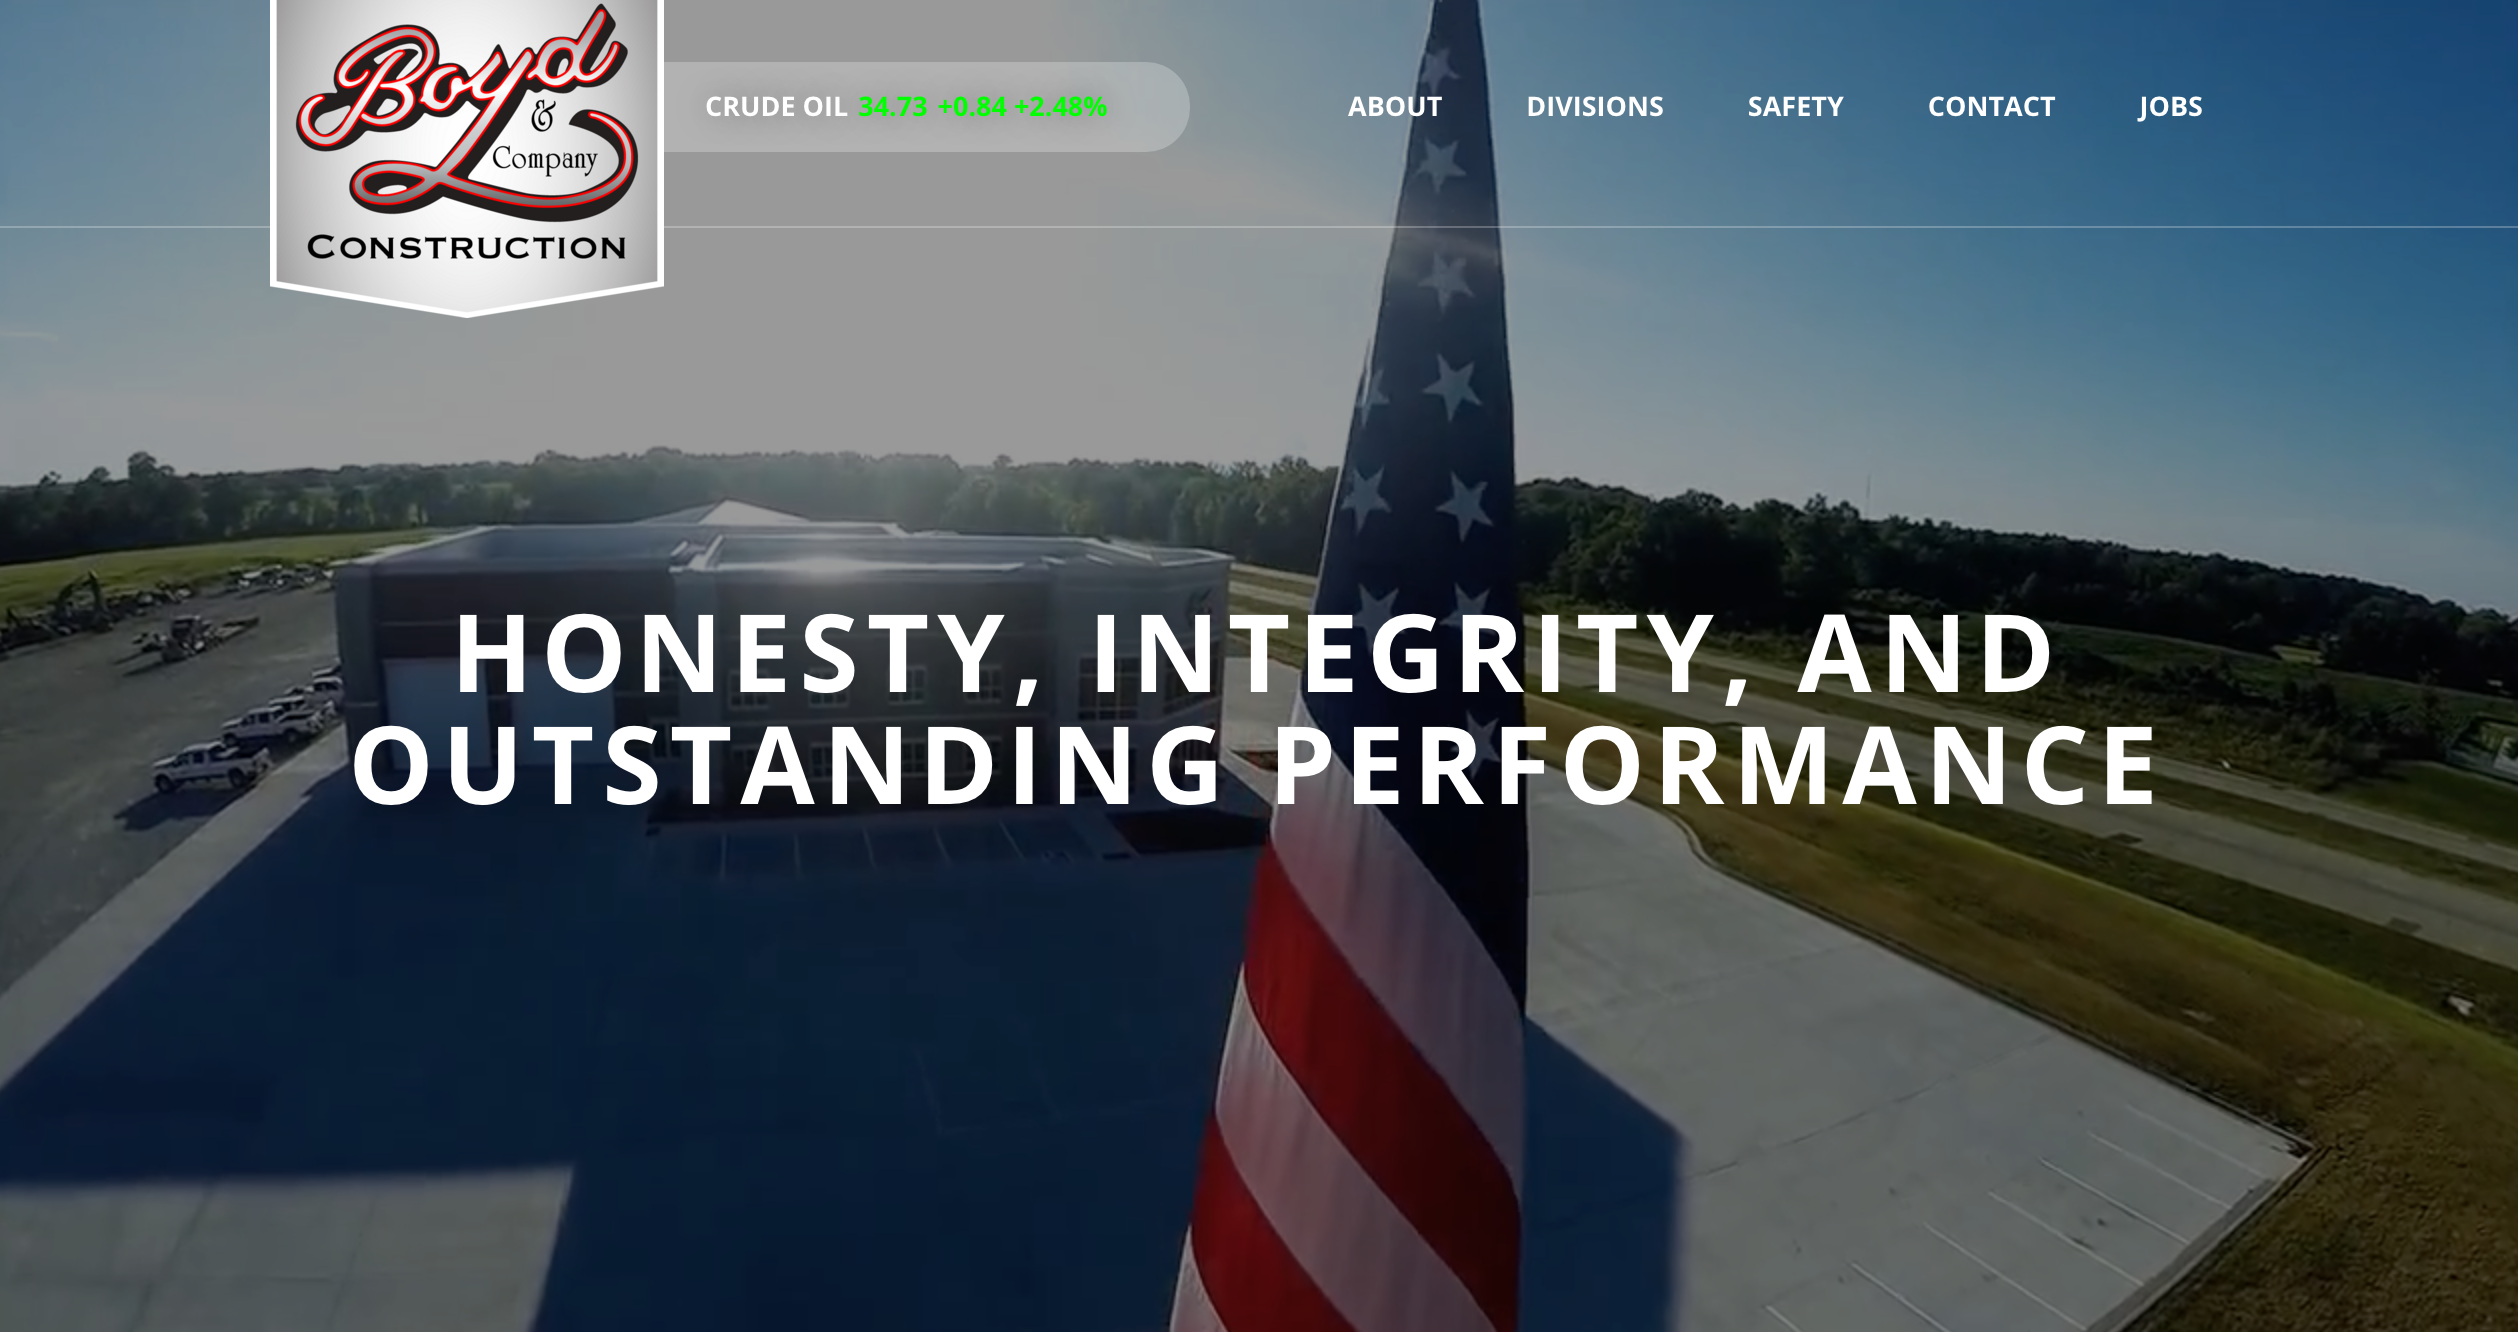 Boyd
&
Company
CONSTRUCTION
CRUDE OIL 34.73 +0.84 +2.48%
ABOUT DIVISIONS SAFETY CONTACT JOBS
HONESTY, INTEGRITY, AND
OUTSTANDING PERFORMANCE